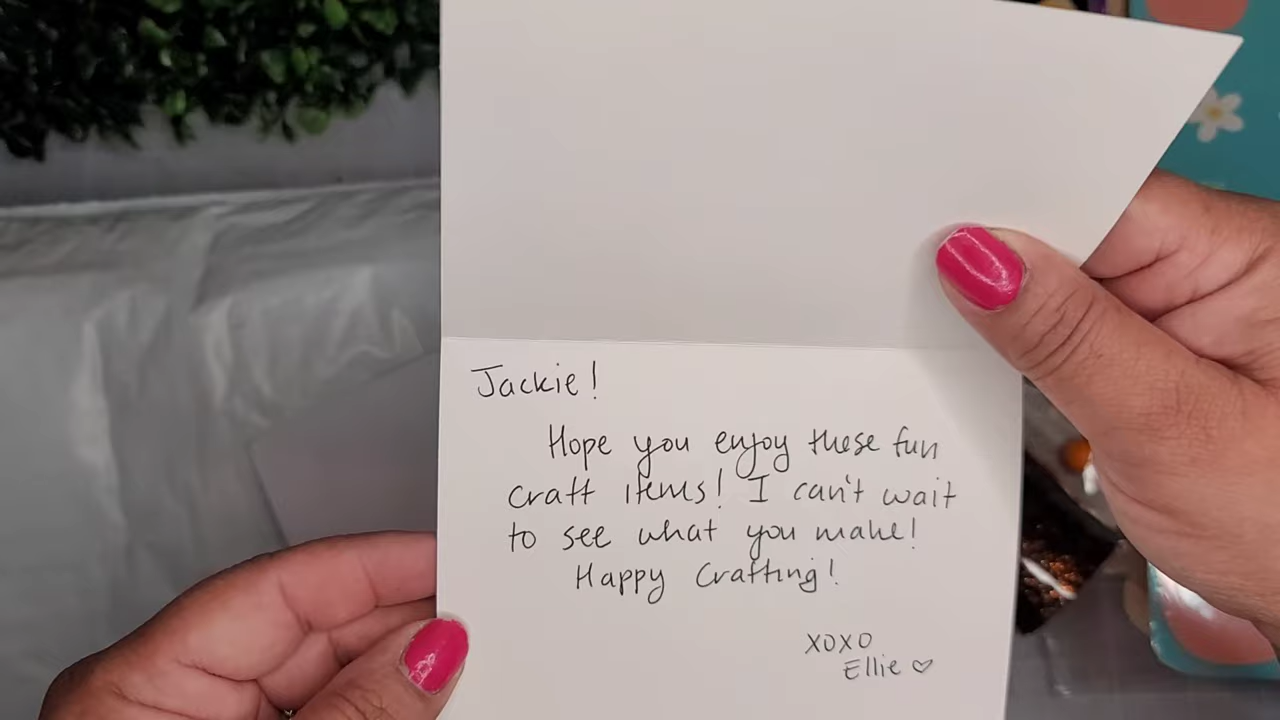 Jackie!
Hope you enjoy these fun
craft items! I can't wait
to see what you make!
Happy Crafting!
XOXO
Ellie ♡